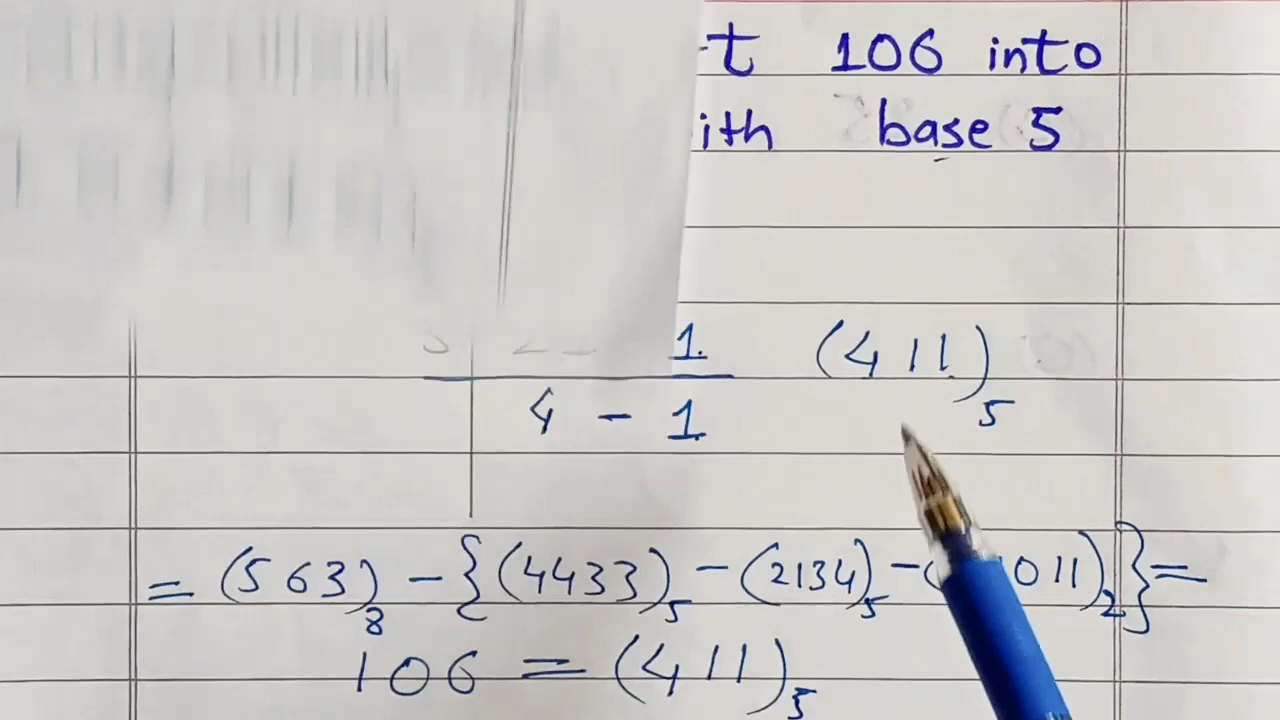 t 106 into
ith base 5
1 (411)5
4 - 1
= (563)8 - {(4433)5 - (2134)5 - 1011)2} =
106 = (411)5